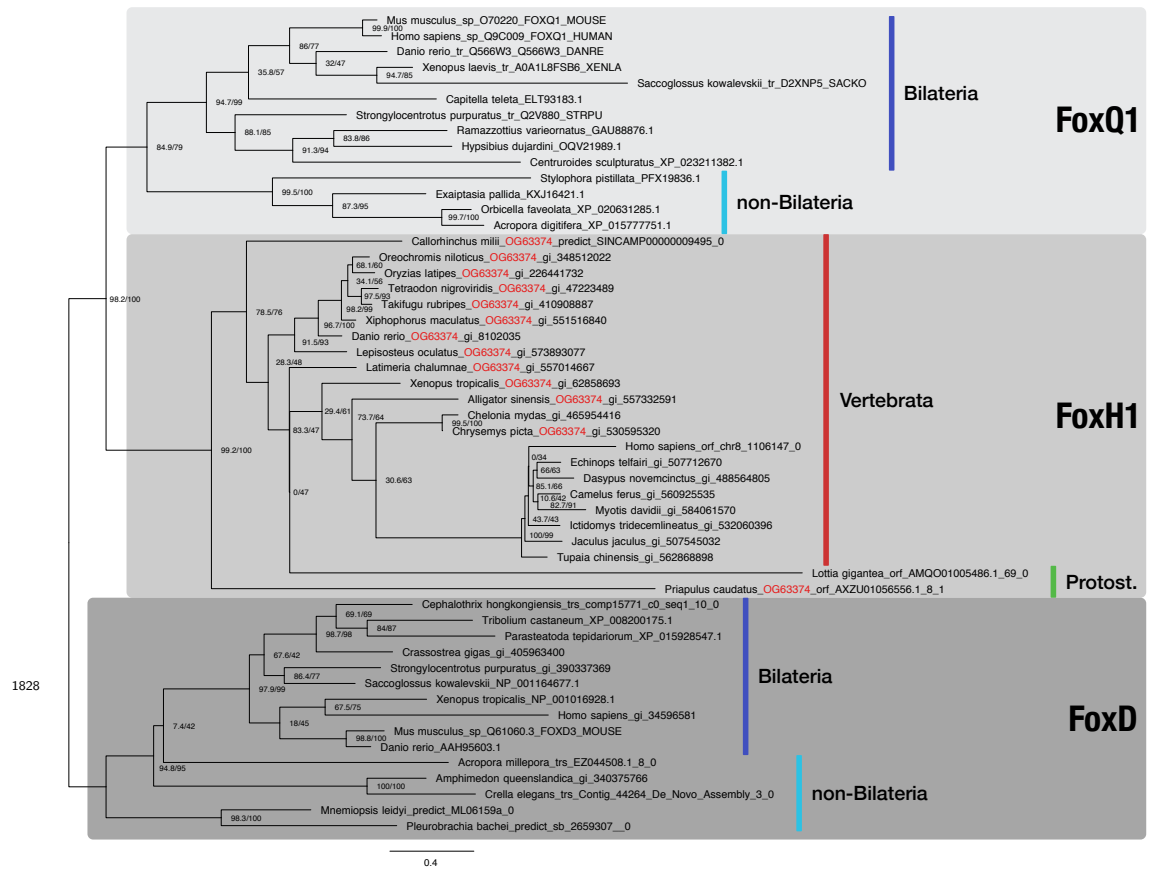 Mus musculus_sp_O70220_FOXQ1_MOUSE
99.9/100
Homo sapiens_sp_Q9C009_FOXQ1_HUMAN
86/77
Danio rerio_tr_Q566W3_Q566W3_DANRE
32/47
Xenopus laevis_tr_A0A1L8FSB6_XENLA
35.8/57
94.7/85
Saccoglossus kowalevskii_tr_D2XNP5_SACKO
Bilateria
Capitella teleta_ELT93183.1
94.7/99
Strongylocentrotus purpuratus_tr_Q2V880_STRPU
FoxQ1
Ramazzottius varieornatus_GAU88876.1
88.1/85
83.8/86
Hypsibius dujardini_OQV21989.1
84.9/79
91.3/94
Centruroides sculpturatus_XP_023211382.1
Stylophora pistillata_PFX19836.1
99.5/100
Exaiptasia pallida_KXJ16421.1
non-Bilateria
87.3/95
Orbicella faveolata_XP_020631285.1
99.7/100
Acropora digitifera_XP_015777751.1
Callorhinchus milii_OG63374_predict_SINCAMP00000009495_0
Oreochromis niloticus_OG63374_gi_348512022
68.1/60
Oryzias latipes_OG63374_gi_226441732
34.1/56
Tetraodon nigroviridis_OG63374_gi_47223489
97.5/93
98.2/100
Takifugu rubripes_OG63374_gi_410908887
98.2/99
78.5/76
Xiphophorus maculatus_OG63374_gi_551516840
96.7/100
Danio rerio_OG63374_gi_8102035
91.5/93
Lepisosteus oculatus_OG63374_gi_573893077
28.3/48
Latimeria chalumnae_OG63374_gi_557014667
Xenopus tropicalis_OG63374_gi_62858693
Alligator sinensis_OG63374_gi_557332591
Vertebrata
29.4/61
73.7/64
Chelonia mydas_gi_465954416
FoxH1
99.5/100
83.3/47
Chrysemys picta_OG63374_gi_530595320
Homo sapiens_orf_chr8_1106147_0
99.2/100
0/34
Echinops telfairi_gi_507712670
66/63
Dasypus novemcinctus_gi_488564805
30.6/63
85.1/66
0/47
Camelus ferus_gi_560925535
10.6/42
82.7/91
Myotis davidii_gi_584061570
43.7/43
Ictidomys tridecemlineatus_gi_532060396
100/99
Jaculus jaculus_gi_507545032
Tupaia chinensis_gi_562868898
Lottia gigantea_orf_AMQO01005486.1_69_0
Protost.
Priapulus caudatus_OG63374_orf_AXZU01056556.1_8_1
Cephalothrix hongkongiensis_trs_comp15771_c0_seq1_10_0
69.1/69
Tribolium castaneum_XP_008200175.1
84/87
98.7/98
Parasteatoda tepidariorum_XP_015928547.1
67.6/42
Crassostrea gigas_gi_405963400
Strongylocentrotus purpuratus_gi_390337369
86.4/77
Bilateria
1828
97.9/99
Saccoglossus kowalevskii_NP_001164677.1
Xenopus tropicalis_NP_001016928.1
67.5/75
FoxD
7.4/42
18/45
Homo sapiens_gi_34596581
Mus musculus_sp_Q61060.3_FOXD3_MOUSE
98.8/100
Danio rerio_AAH95603.1
Acropora millepora_trs_EZ044508.1_8_0
94.8/95
Amphimedon queenslandica_gi_340375766
100/100
non-Bilateria
Crella elegans_trs_Contig_44264_De_Novo_Assembly_3_0
Mnemiopsis leidyi_predict_ML06159a_0
98.3/100
Pleurobrachia bachei_predict_sb_2659307__0
0.4